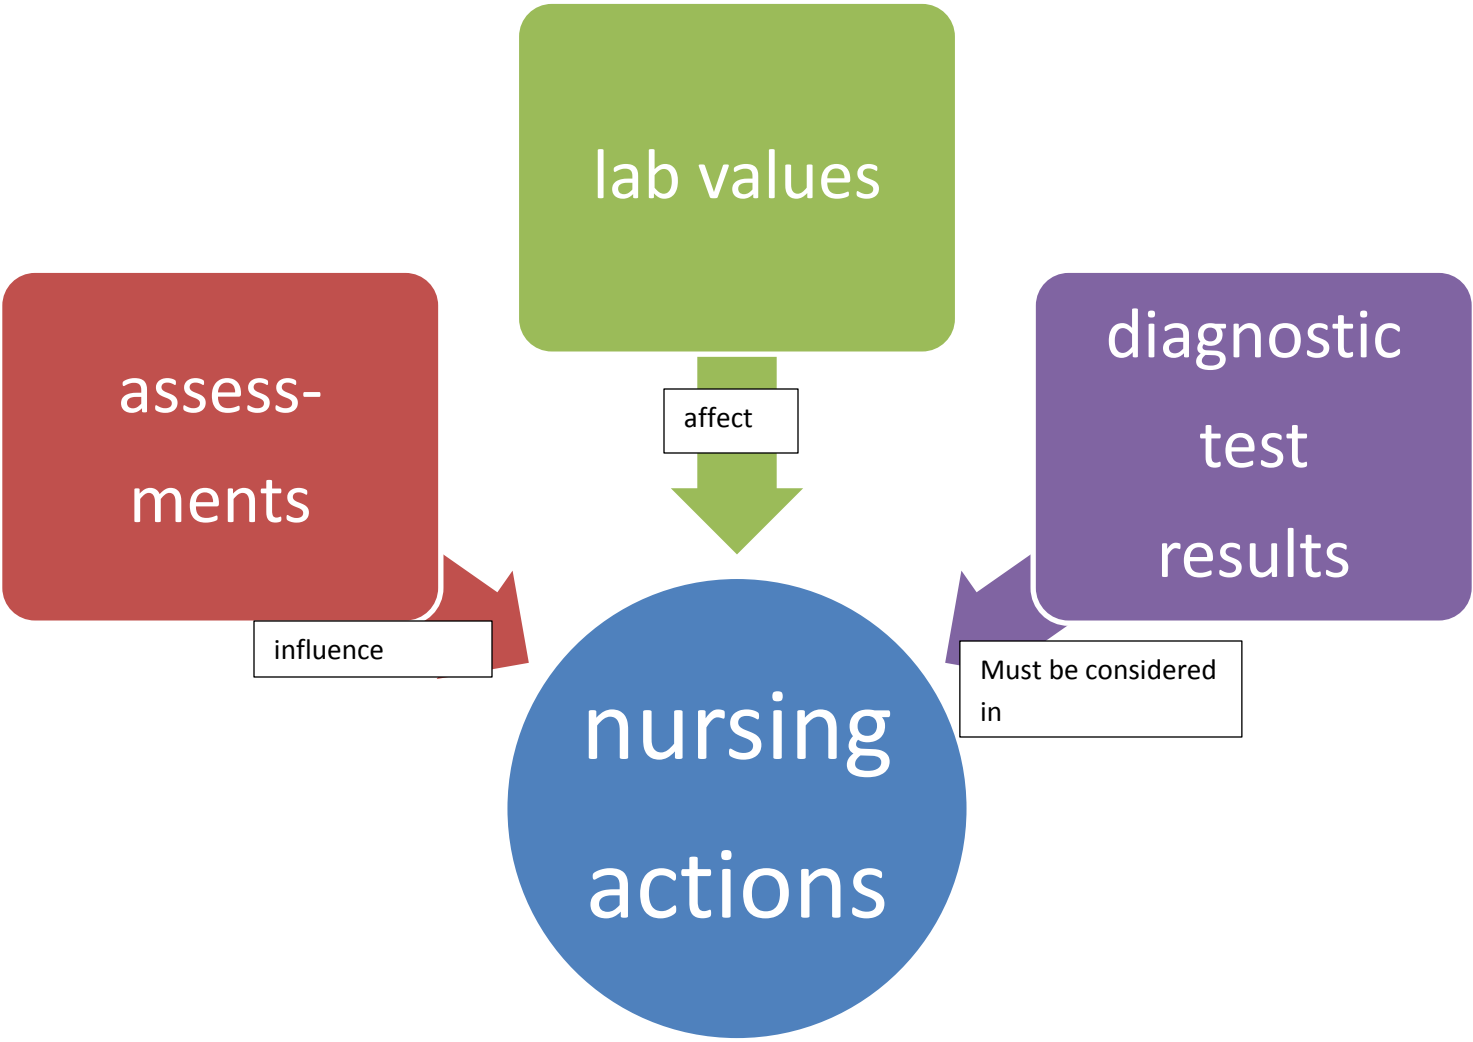 lab values
affect
assess-
ments
influence
diagnostic
test
results
Must be considered
in
nursing
actions